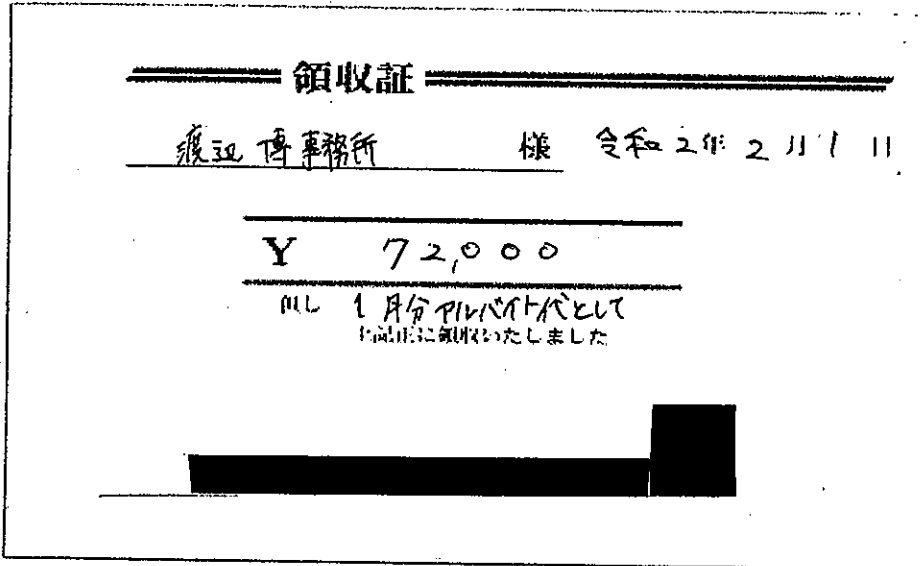 領収証
渡辺 博 事務所 様 令和 2年 2月 1日
¥ 72,000
但し 1月分アルバイト代として
上記正に領収いたしました